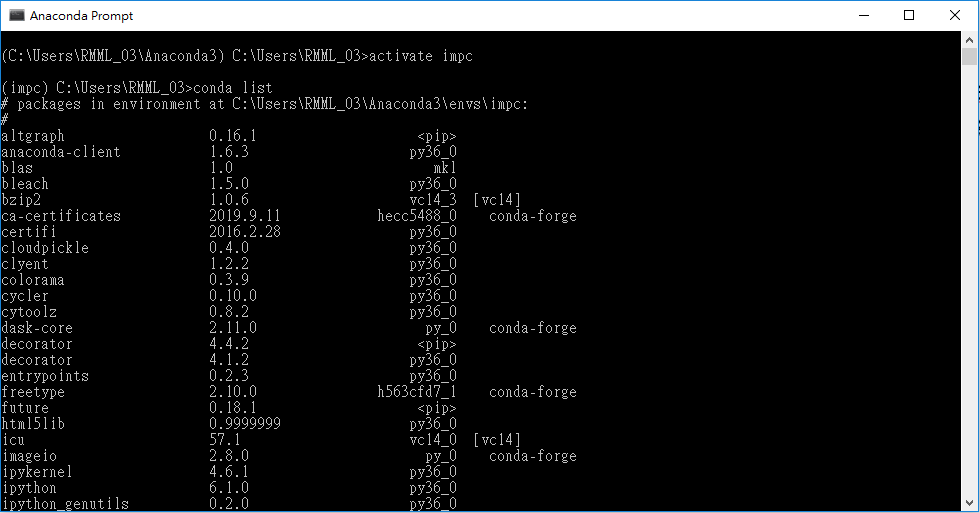 Anaconda Prompt
(C:\Users\RMML_03\Anaconda3) C:\Users\RMML_03>activate impc
(impc) C:\Users\RMML_03>conda list
# packages in environment at C:\Users\RMML_03\Anaconda3\envs\impc:
#
altgraph 0.16.1 <pip>
anaconda-client 1.6.3 py36_0
blas 1.0 mkl
bleach 1.5.0 py36_0
bzip2 1.0.6 vc14_3 [vc14]
ca-certificates 2019.9.11 hecc5488_0 conda-forge
certifi 2016.2.28 py36_0
cloudpickle 0.4.0 py36_0
clyent 1.2.2 py36_0
colorama 0.3.9 py36_0
cycler 0.10.0 py36_0
cytoolz 0.8.2 py36_0
dask-core 2.11.0 py_0 conda-forge
decorator 4.4.2 <pip>
decorator 4.1.2 py36_0
entrypoints 0.2.3 py36_0
freetype 2.10.0 h563cfd7_1 conda-forge
future 0.18.1 <pip>
html5lib 0.9999999 py36_0
icu 57.1 vc14_0 [vc14]
imageio 2.8.0 py_0 conda-forge
ipykernel 4.6.1 py36_0
ipython 6.1.0 py36_0
ipython_genutils 0.2.0 py36_0